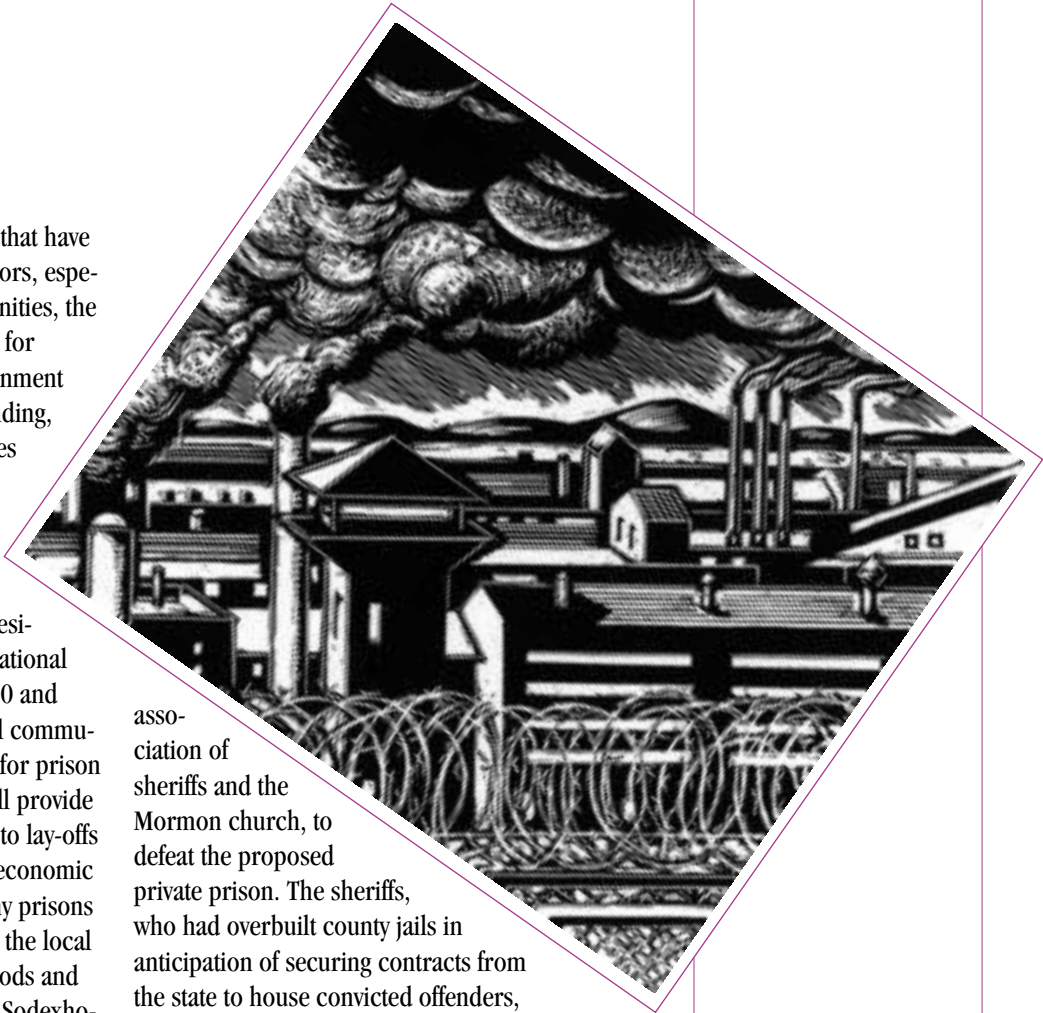 that have
ors, espe-
nities, the
for
nment
ding,
es
esi-
ational
0 and
l commu-
for prison
ll provide
to lay-offs
economic
y prisons
the local
ods and
Sodexho-
asso-
ciation of
sheriffs and the
Mormon church, to
defeat the proposed
private prison. The sheriffs,
who had overbuilt county jails in
anticipation of securing contracts from
the state to house convicted offenders,